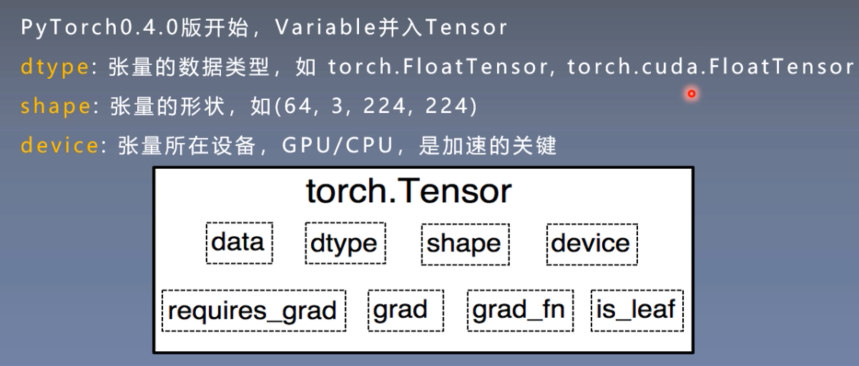 PyTorch0.4.0版开始，Variable并入Tensor
dtype: 张量的数据类型，如 torch.FloatTensor, torch.cuda.FloatTensor
shape: 张量的形状，如(64, 3, 224, 224)
device: 张量所在设备，GPU/CPU，是加速的关键
torch.Tensor
data dtype shape device
requires_grad grad grad_fn is_leaf